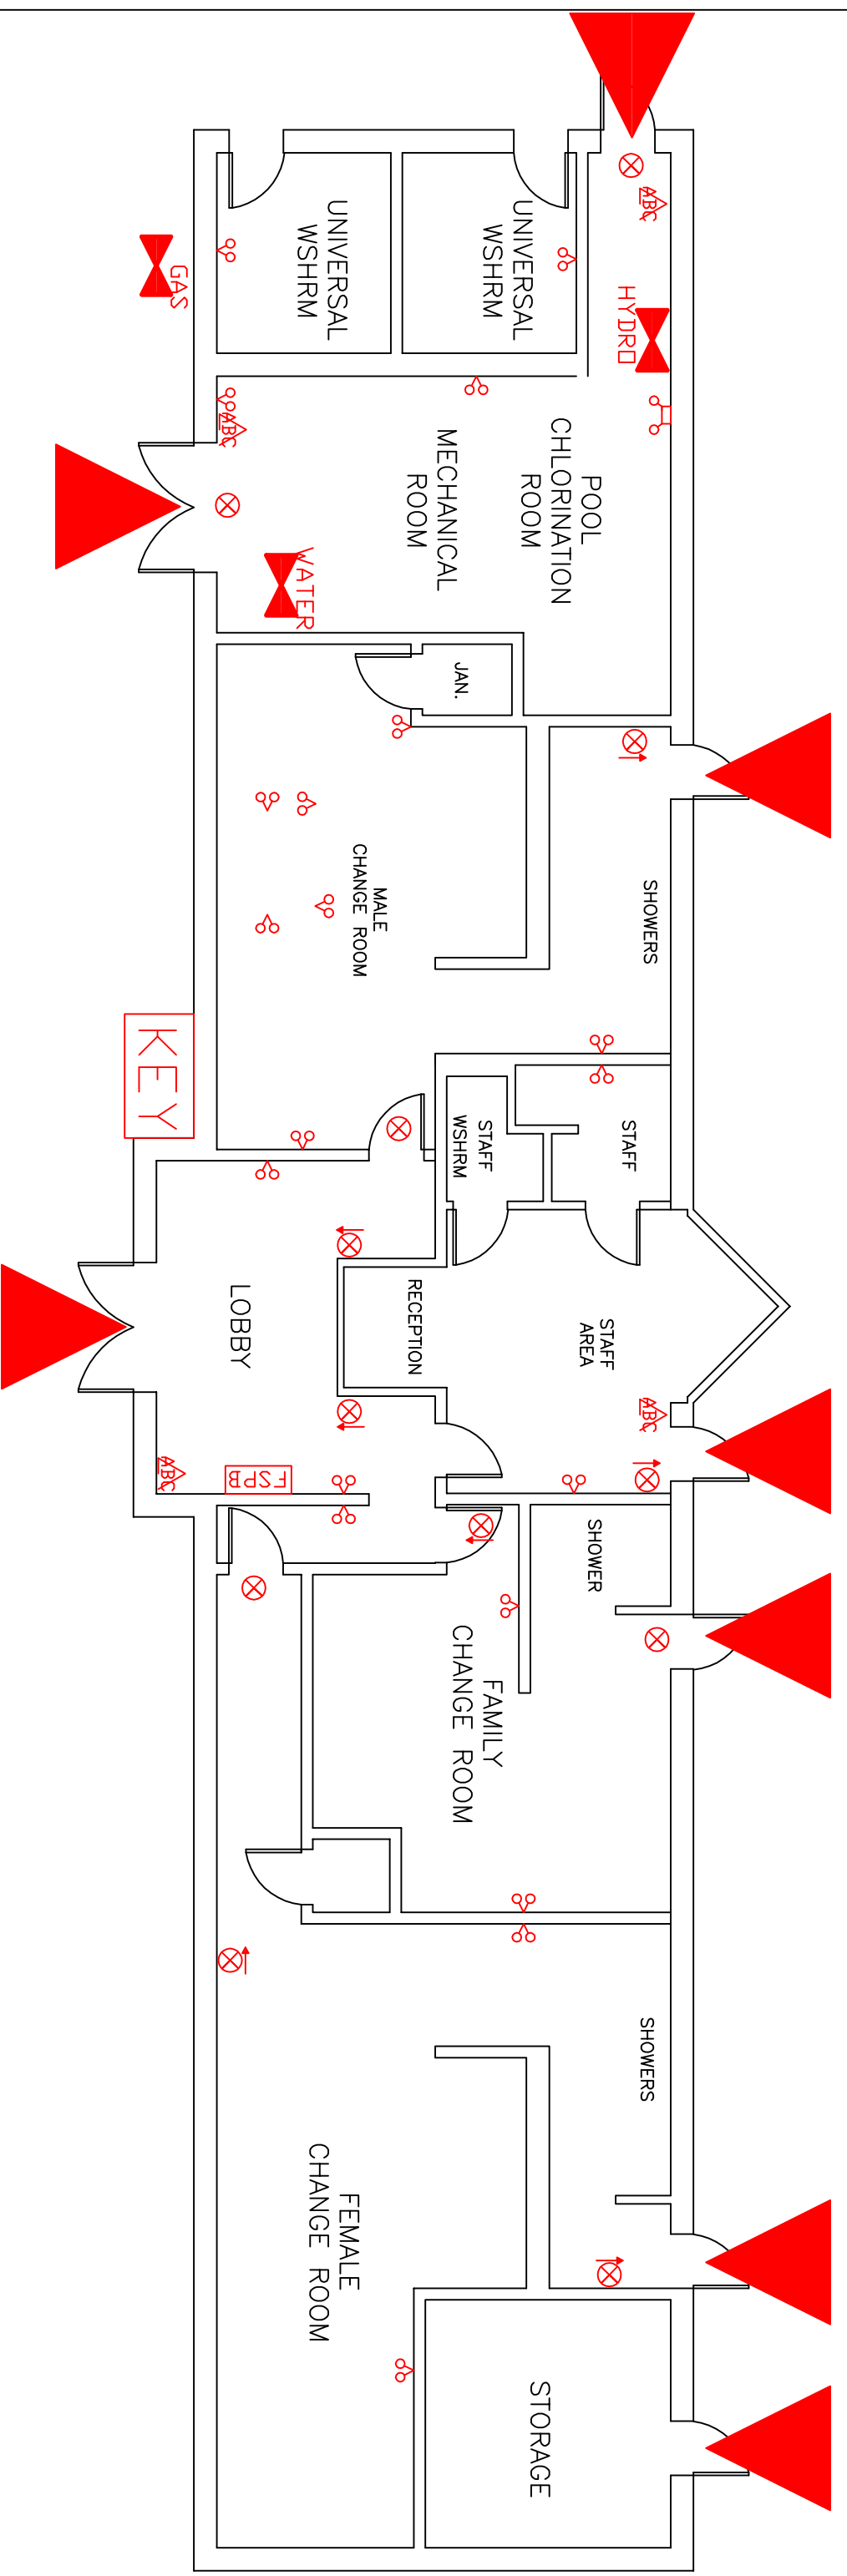 UNIVERSAL
WSHRM
UNIVERSAL
WSHRM
ABC
HYDRO
GAS
ABC
POOL
CHLORINATION
ROOM
MECHANICAL
ROOM
WATER
JAN.
SHOWERS
MALE
CHANGE ROOM
KEY
STAFF
STAFF
WSHRM
STAFF
AREA
RECEPTION
LOBBY
ABC
FSPB
ABC
SHOWER
FAMILY
CHANGE ROOM
SHOWERS
FEMALE
CHANGE ROOM
STORAGE